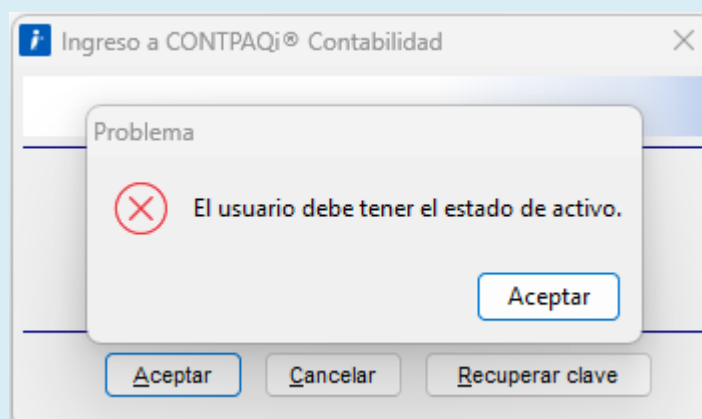 Ingreso a CONTPAQi® Contabilidad
Problema
El usuario debe tener el estado de activo.
Aceptar
Aceptar
Cancelar
Recuperar clave